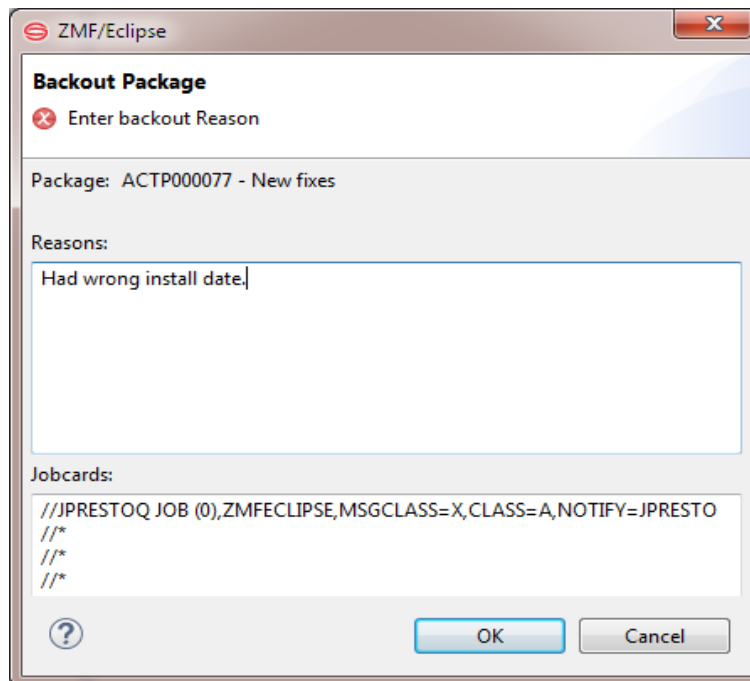 ZMF/Eclipse
Backout Package
Enter backout Reason
Package: ACTP000077 - New fixes
Reasons:
Had wrong install date.
Jobcards:
//JPRESTOQ JOB (0),ZMFECLIPSE,MSGCLASS=X,CLASS=A,NOTIFY=JPRESTO
//*
//*
//*
OK Cancel